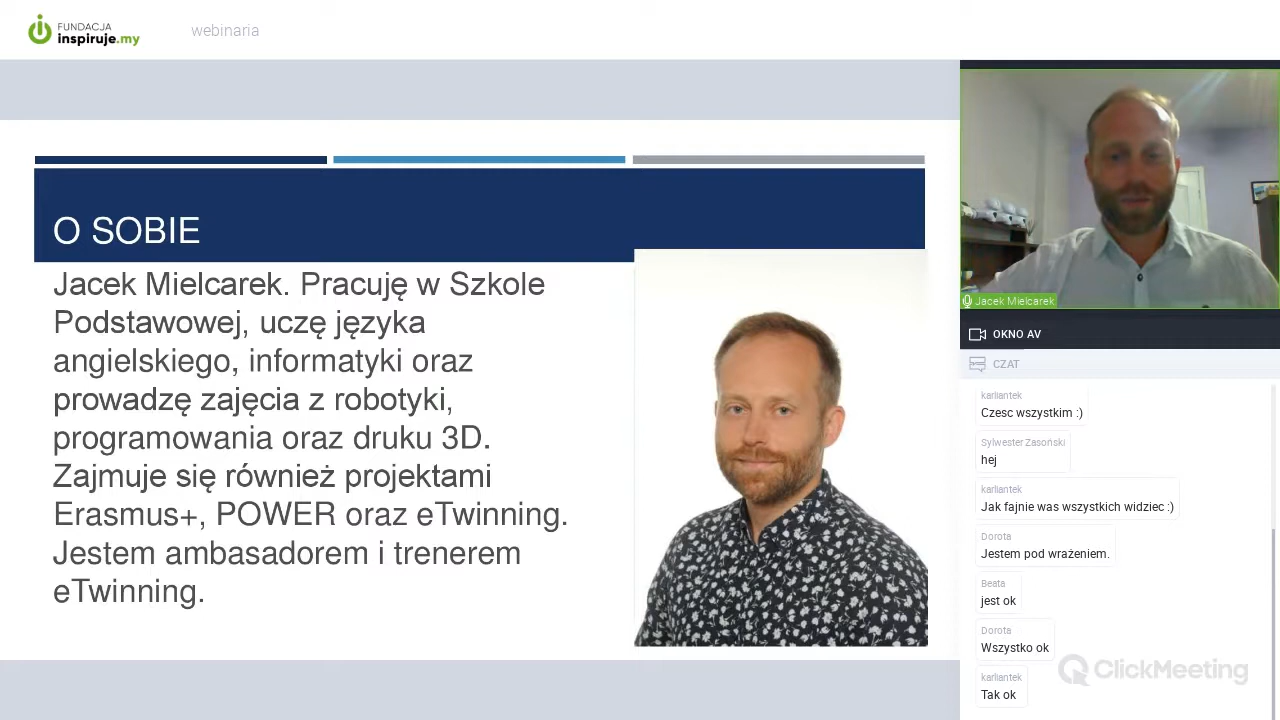 FUNDACJA
inspiruje.my
webinaria
O SOBIE
Jacek Mielcarek. Pracuję w Szkole
Podstawowej, uczę języka
angielskiego, informatyki oraz
prowadzę zajęcia z robotyki,
programowania oraz druku 3D.
Zajmuje się również projektami
Erasmus+, POWER oraz eTwinning.
Jestem ambasadorem i trenerem
eTwinning.
Jacek Mielcarek
OKNO AV
CZAT
karliantek
Czesc wszystkim :)
Sylwester Zasoński
hej
karliantek
Jak fajnie was wszystkich widziec :)
Dorota
Jestem pod wrażeniem.
Beata
jest ok
Dorota
Wszystko ok
karliantek
Tak ok
ClickMeeting